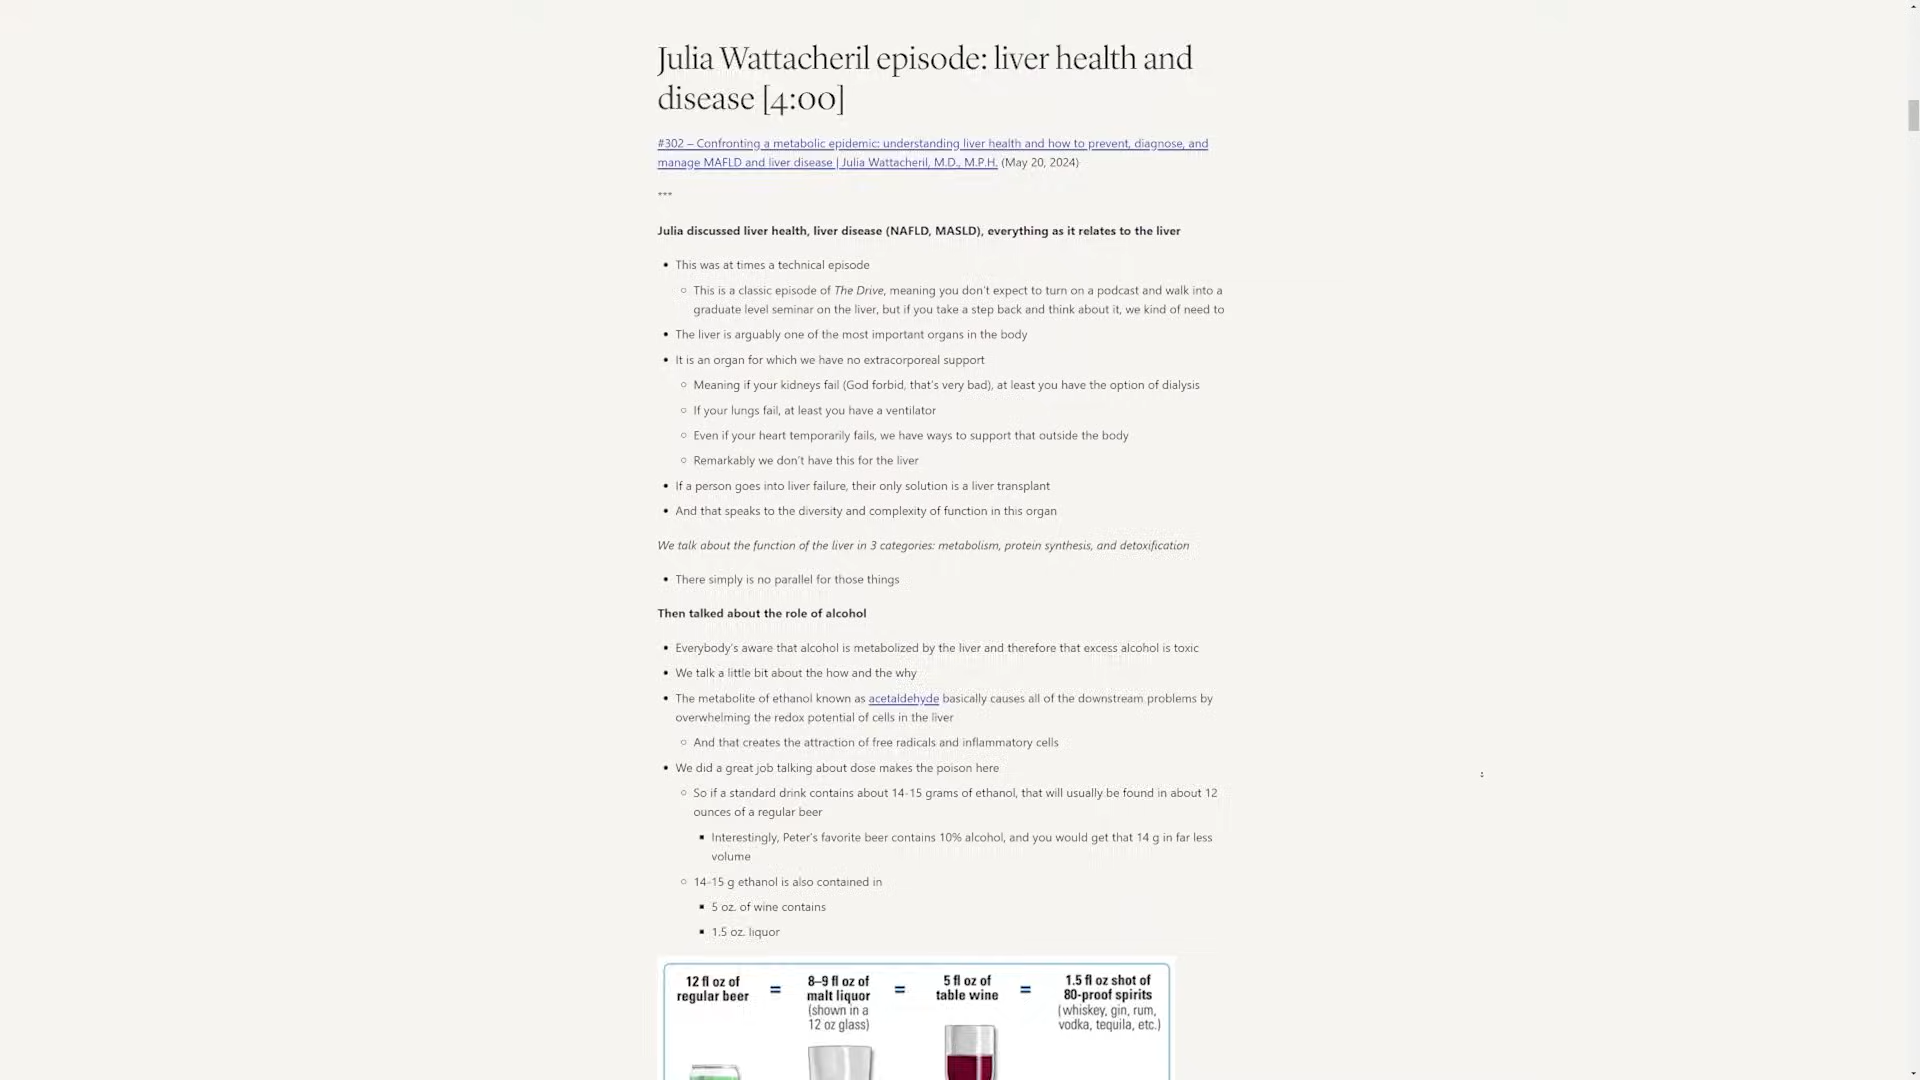 Julia Wattacheril episode: liver health and
disease [4:00]
#302 – Confronting a metabolic epidemic: understanding liver health and how to prevent, diagnose, and
manage MAFLD and liver disease | Julia Wattacheril, M.D., M.P.H. (May 20, 2024)
***
Julia discussed liver health, liver disease (NAFLD, MASLD), everything as it relates to the liver
• This was at times a technical episode
○ This is a classic episode of The Drive, meaning you don't expect to turn on a podcast and walk into a
graduate level seminar on the liver, but if you take a step back and think about it, we kind of need to
• The liver is arguably one of the most important organs in the body
• It is an organ for which we have no extracorporeal support
○ Meaning if your kidneys fail (God forbid, that's very bad), at least you have the option of dialysis
○ If your lungs fail, at least you have a ventilator
○ Even if your heart temporarily fails, we have ways to support that outside the body
○ Remarkably we don't have this for the liver
• If a person goes into liver failure, their only solution is a liver transplant
• And that speaks to the diversity and complexity of function in this organ
We talk about the function of the liver in 3 categories: metabolism, protein synthesis, and detoxification
• There simply is no parallel for those things
Then talked about the role of alcohol
• Everybody's aware that alcohol is metabolized by the liver and therefore that excess alcohol is toxic
• We talk a little bit about the how and the why
• The metabolite of ethanol known as acetaldehyde basically causes all of the downstream problems by
overwhelming the redox potential of cells in the liver
○ And that creates the attraction of free radicals and inflammatory cells
• We did a great job talking about dose makes the poison here
○ So if a standard drink contains about 14-15 grams of ethanol, that will usually be found in about 12
ounces of a regular beer
▪ Interestingly, Peter's favorite beer contains 10% alcohol, and you would get that 14 g in far less
volume
○ 14-15 g ethanol is also contained in
▪ 5 oz. of wine contains
▪ 1.5 oz. liquor
12 fl oz of
regular beer
=
8–9 fl oz of
malt liquor
(shown in a
12 oz glass)
=
5 fl oz of
table wine
=
1.5 fl oz shot of
80-proof spirits
(whiskey, gin, rum,
vodka, tequila, etc.)